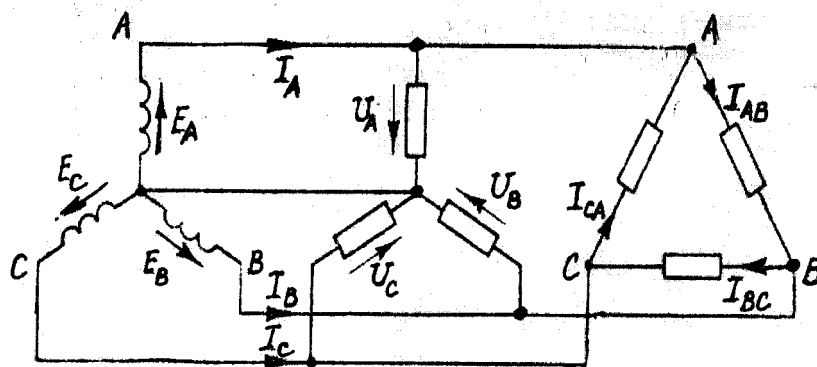 A
A
I_A
I_AB
U_A
E_A
E_C
U_B
I_CA
C
E_B
B
U_C
C
B
I_B
I_BC
I_C